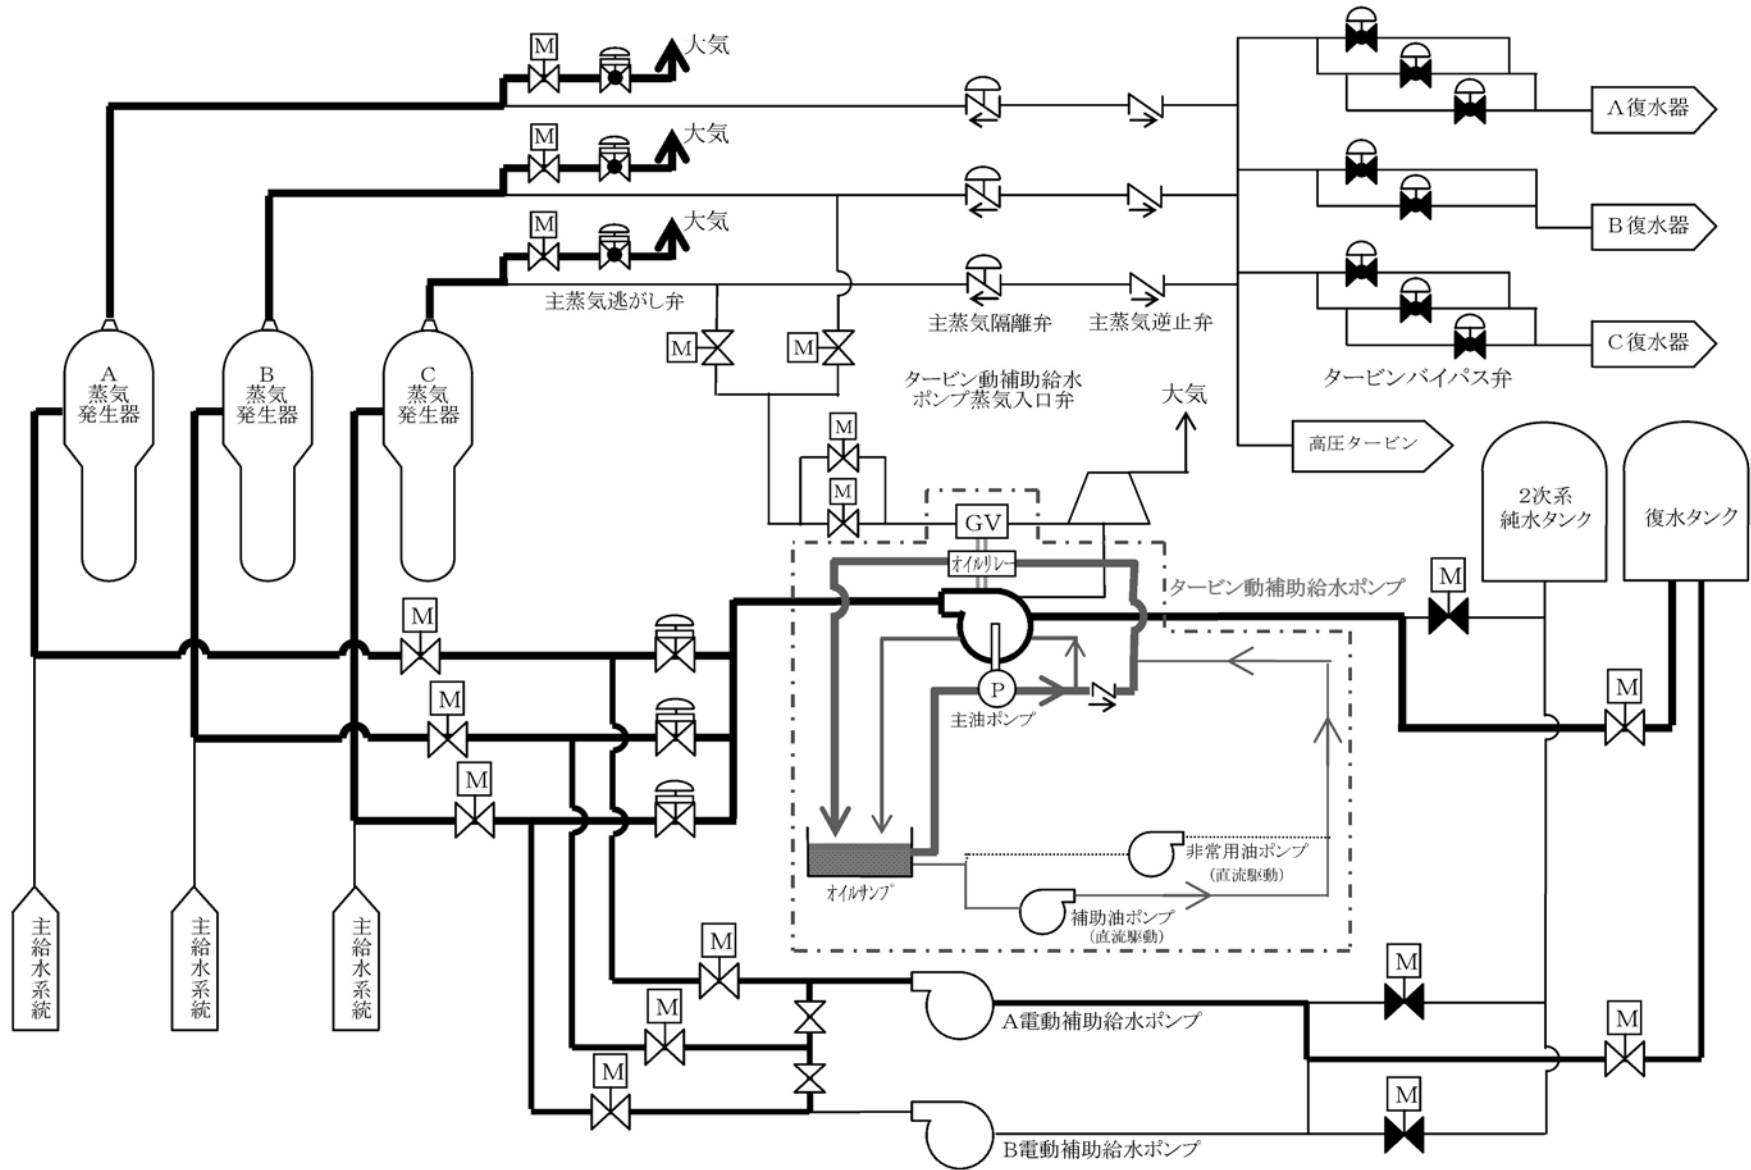 M
大気
M
大気
M
大気
主蒸気逃がし弁
主蒸気隔離弁
主蒸気逆止弁
A復水器
B復水器
C復水器
タービンバイパス弁
高圧タービン
A
蒸気
発生器
B
蒸気
発生器
C
蒸気
発生器
M
M
タービン動補助給水
ポンプ蒸気入口弁
大気
M
M
GV
オイルリレー
タービン動補助給水ポンプ
2次系
純水タンク
復水タンク
M
M
M
M
M
P
主油ポンプ
オイルサンプ
非常用油ポンプ
(直流駆動)
補助油ポンプ
(直流駆動)
主給水系統
主給水系統
主給水系統
M
M
M
A電動補助給水ポンプ
B電動補助給水ポンプ
M
M
M